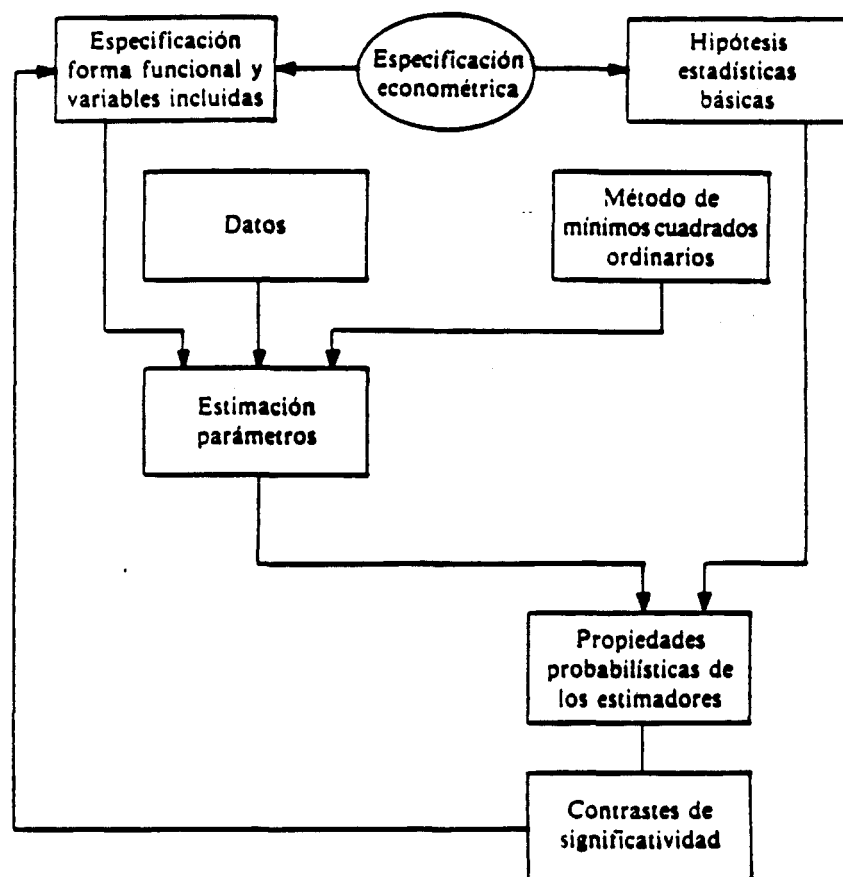 Especificación
forma funcional y
variables incluidas
Especificación
econométrica
Hipótesis
estadísticas
básicas
Datos
Método de
mínimos cuadrados
ordinarios
Estimación
parámetros
Propiedades
probabilísticas de
los estimadores
Contrastes de
significatividad